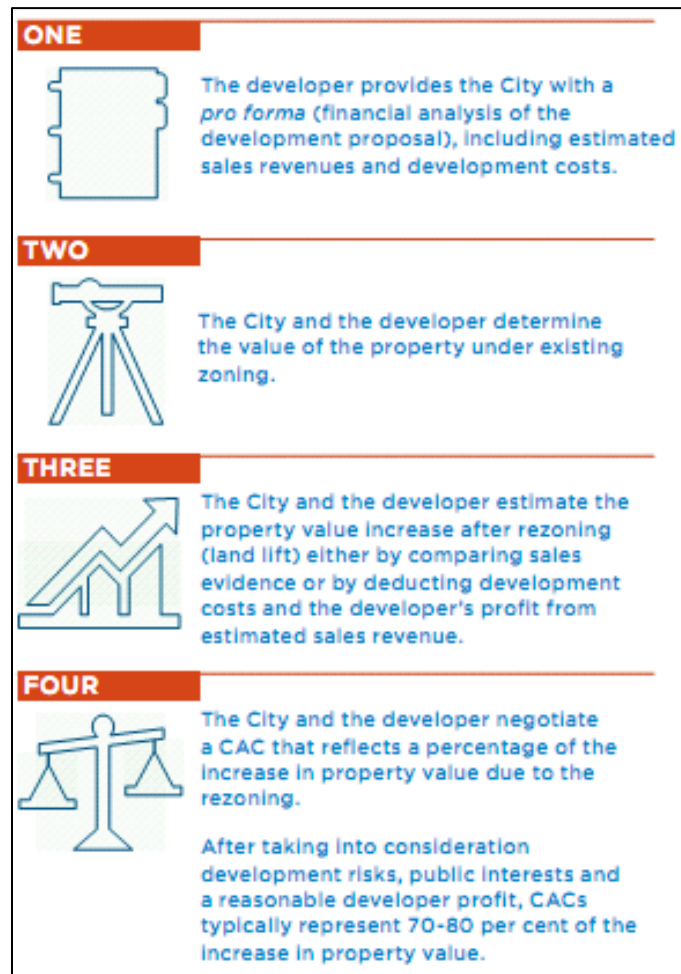 ONE
The developer provides the City with a
pro forma (financial analysis of the
development proposal), including estimated
sales revenues and development costs.
TWO
The City and the developer determine
the value of the property under existing
zoning.
THREE
The City and the developer estimate the
property value increase after rezoning
(land lift) either by comparing sales
evidence or by deducting development
costs and the developer's profit from
estimated sales revenue.
FOUR
The City and the developer negotiate
a CAC that reflects a percentage of the
increase in property value due to the
rezoning.
After taking into consideration
development risks, public interests and
a reasonable developer profit, CACs
typically represent 70-80 per cent of the
increase in property value.